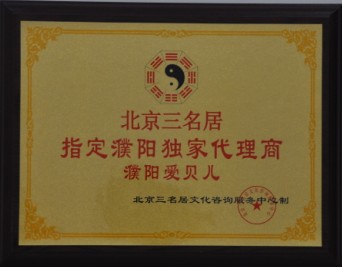 北京三名居
指定濮阳独家代理商
濮阳爱贝儿
北京三名居文化咨询服务中心制